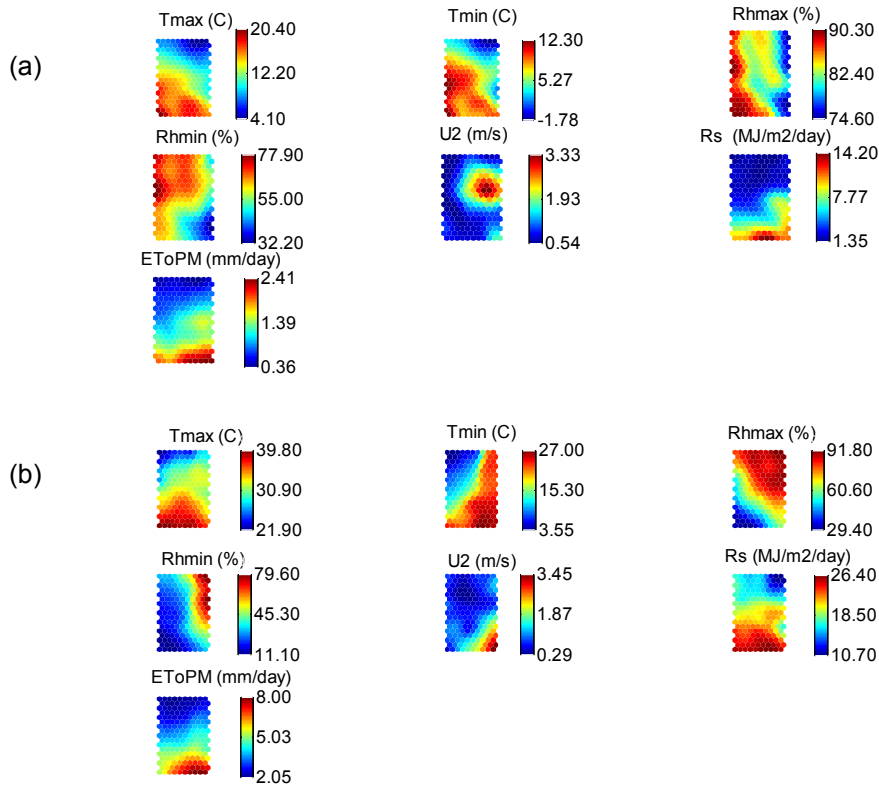 (a)
Tmax (C)
20.40
12.20
4.10
Tmin (C)
12.30
5.27
-1.78
Rhmax (%)
90.30
82.40
74.60
Rhmin (%)
77.90
55.00
32.20
U2 (m/s)
3.33
1.93
0.54
Rs (MJ/m2/day)
14.20
7.77
1.35
EToPM (mm/day)
2.41
1.39
0.36
(b)
Tmax (C)
39.80
30.90
21.90
Tmin (C)
27.00
15.30
3.55
Rhmax (%)
91.80
60.60
29.40
Rhmin (%)
79.60
45.30
11.10
U2 (m/s)
3.45
1.87
0.29
Rs (MJ/m2/day)
26.40
18.50
10.70
EToPM (mm/day)
8.00
5.03
2.05